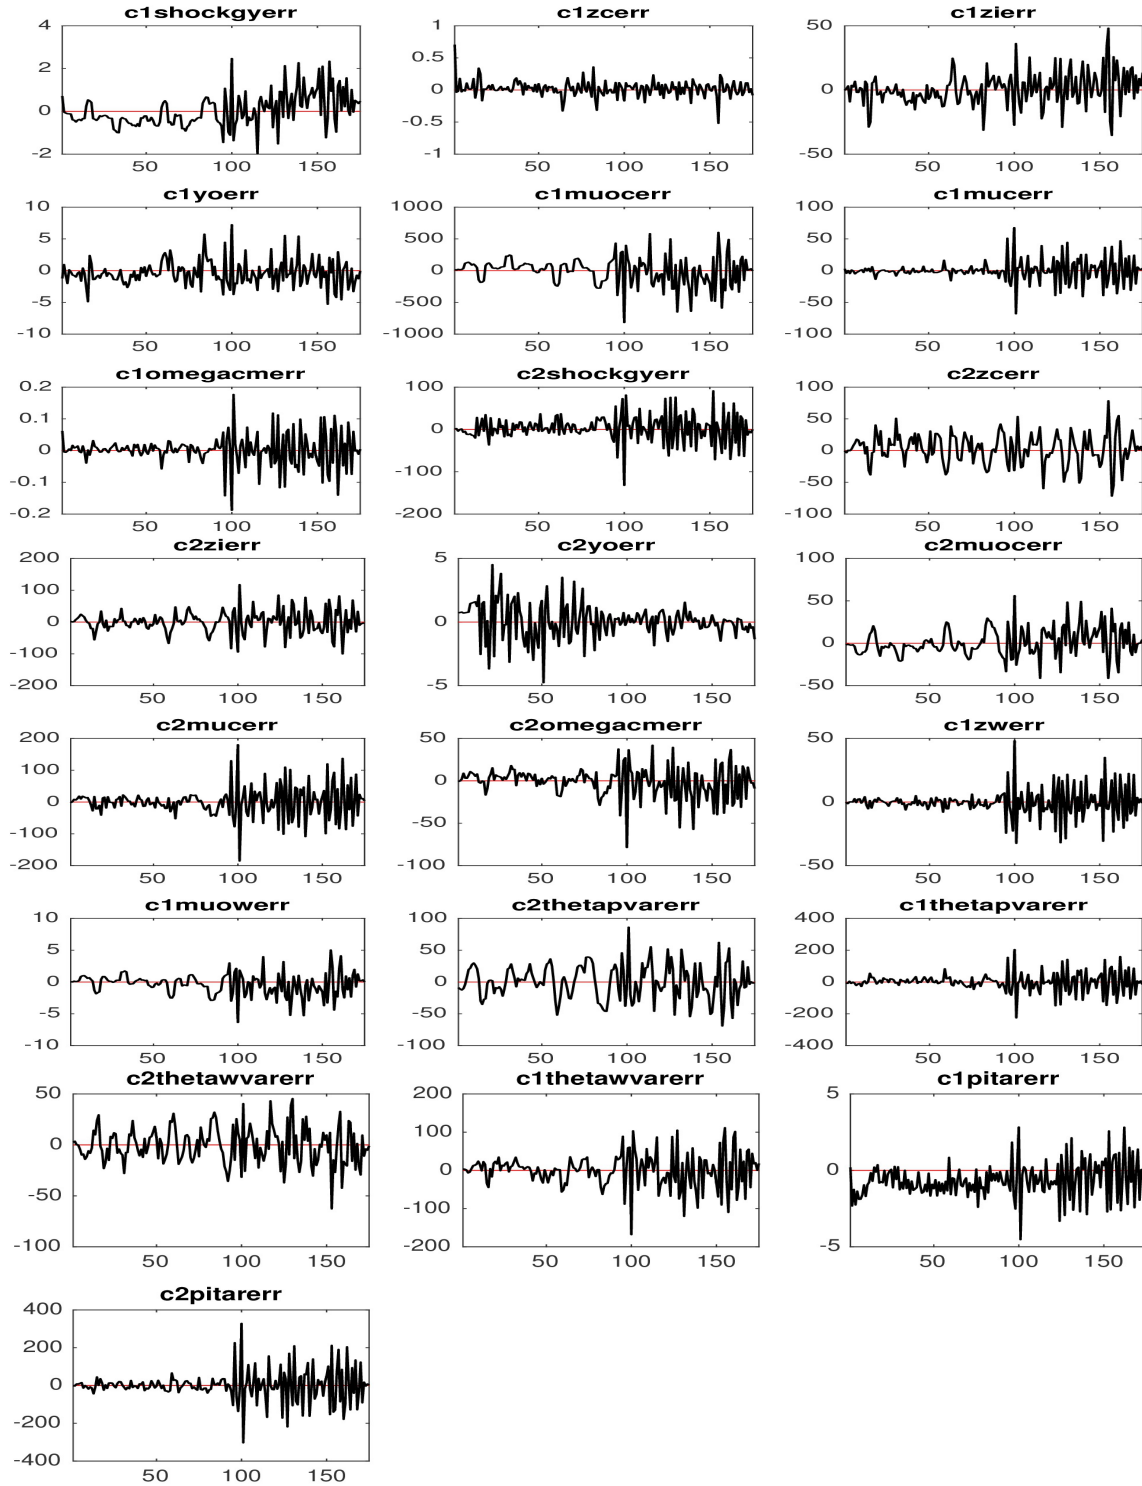 c1shockgyerr c1zcerr c1zierr
4 1 50
2 0.5
0 0 0
-0.5
-2 -1 -50
50 100 150 50 100 150 50 100 150
c1yoerr c1muocerr c1mucerr
10 1000 100
5 500 50
0 0 0
-5 -500 -50
-10 -1000 -100
50 100 150 50 100 150 50 100 150
c1omegacmerr c2shockgyerr c2zcerr
0.2 100 100
0.1 50
0 0 0
-0.1 -100 -50
-0.2 -200 -100
50 100 150 50 100 150 50 100 150
c2zierr c2yoerr c2muocerr
200 5 100
100 50
0 0 0
-100
-200 -5 -50
50 100 150 50 100 150 50 100 150
c2mucerr c2omegacmerr c1zwerr
200 50 50
100
0 0 0
-100 -50
-200 -100 -50
50 100 150 50 100 150 50 100 150
c1muowerr c2thetapvarerr c1thetapvarerr
10 100 400
5 50 200
0 0 0
-5 -50 -200
-10 -100 -400
50 100 150 50 100 150 50 100 150
c2thetawvarerr c1thetawvarerr c1pitarerr
50 200 5
100
0 0 0
-50 -100
-100 -200 -5
50 100 150 50 100 150 50 100 150
c2pitarerr
400
200
0
-200
-400
50 100 150